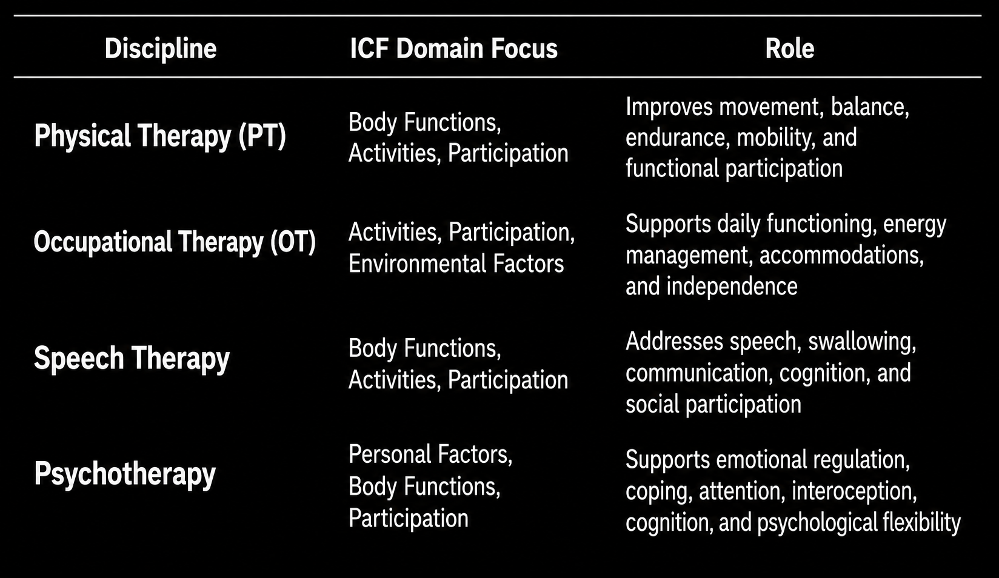 Discipline ICF Domain Focus Role
Physical Therapy (PT)
Body Functions,
Activities, Participation
Improves movement, balance,
endurance, mobility, and
functional participation
Occupational Therapy (OT)
Activities, Participation,
Environmental Factors
Supports daily functioning, energy
management, accommodations,
and independence
Speech Therapy
Body Functions,
Activities, Participation
Addresses speech, swallowing,
communication, cognition, and
social participation
Psychotherapy
Personal Factors,
Body Functions,
Participation
Supports emotional regulation,
coping, attention, interoception,
cognition, and psychological flexibility